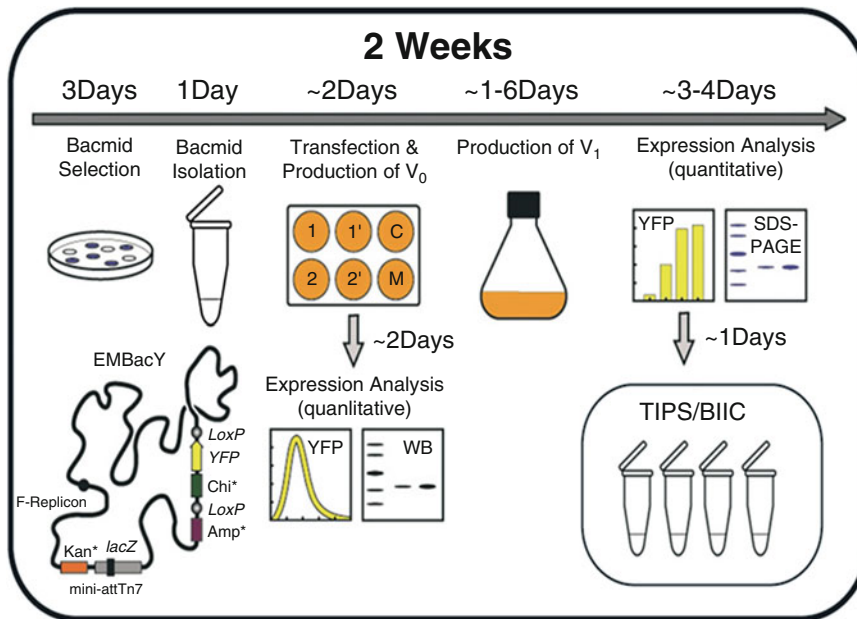 2 Weeks
3Days
1Day
~2Days
~1-6Days
~3-4Days
Bacmid
Selection
Bacmid
Isolation
Transfection &
Production of V0
Production of V1
Expression Analysis
(quantitative)
1
1'
C
2
2'
M
YFP
SDS-
PAGE
~2Days
~1Days
EMBacY
Expression Analysis
(quanlitative)
YFP
WB
TIPS/BIIC
LoxP
YFP
Chi*
LoxP
Amp*
F-Replicon
Kan*
lacZ
mini-attTn7